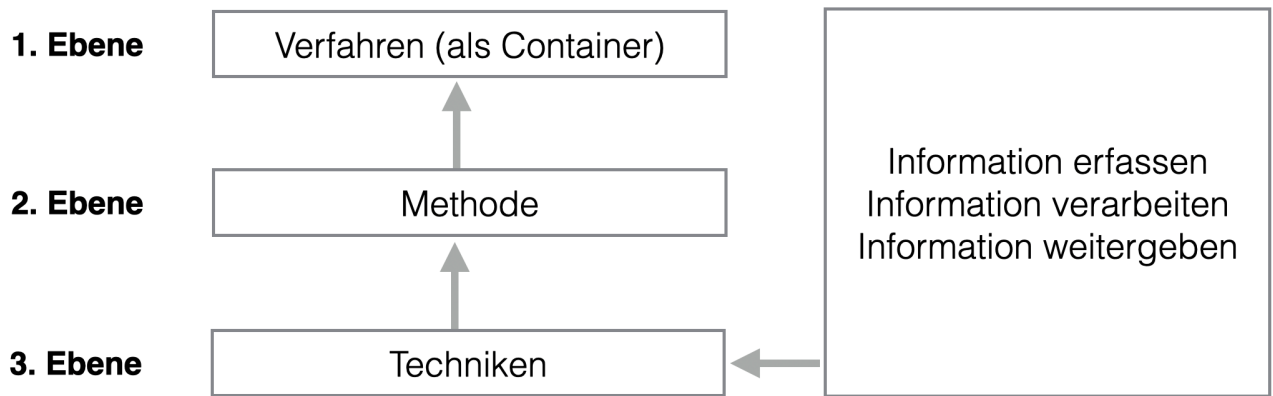 1. Ebene
Verfahren (als Container)
2. Ebene
Methode
3. Ebene
Techniken
Information erfassen
Information verarbeiten
Information weitergeben